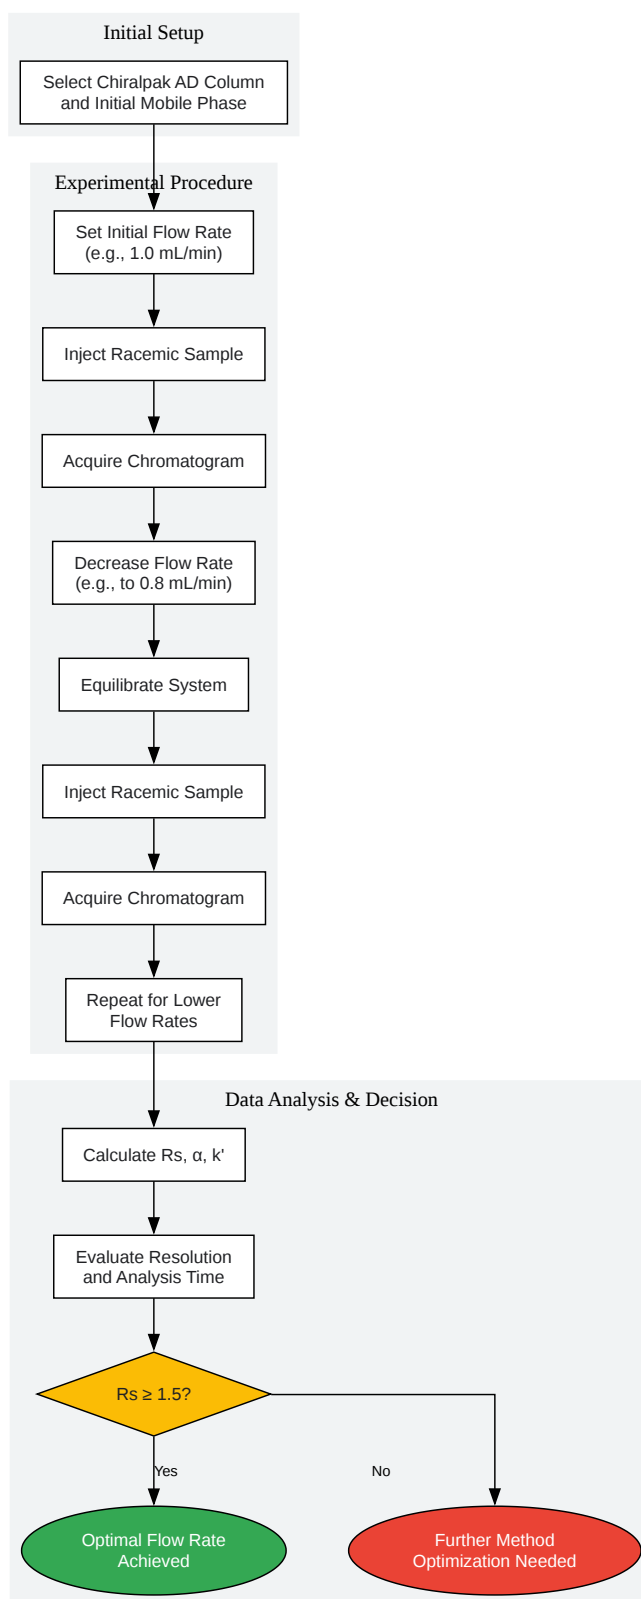 Initial Setup
Select Chiralpak AD Column
and Initial Mobile Phase
Experimental Procedure
Set Initial Flow Rate
(e.g., 1.0 mL/min)
Inject Racemic Sample
Acquire Chromatogram
Decrease Flow Rate
(e.g., to 0.8 mL/min)
Equilibrate System
Inject Racemic Sample
Acquire Chromatogram
Repeat for Lower
Flow Rates
Data Analysis & Decision
Calculate Rs, α, k'
Evaluate Resolution
and Analysis Time
Rs ≥ 1.5?
Yes
No
Optimal Flow Rate
Achieved
Further Method
Optimization Needed